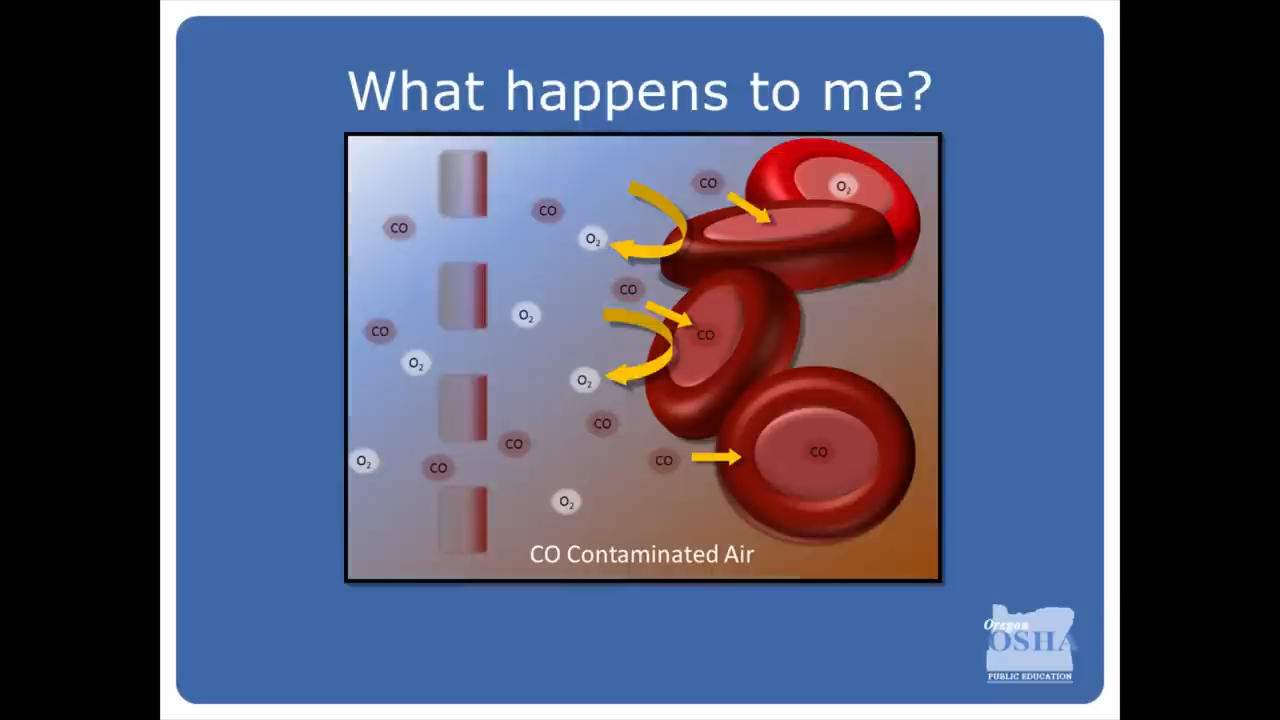 What happens to me?
CO
O₂
CO
CO
O₂
CO
O₂
CO
CO
O₂
O₂
CO
CO
O₂
CO
CO
CO
O₂
CO Contaminated Air
Oregon
OSHA
PUBLIC EDUCATION